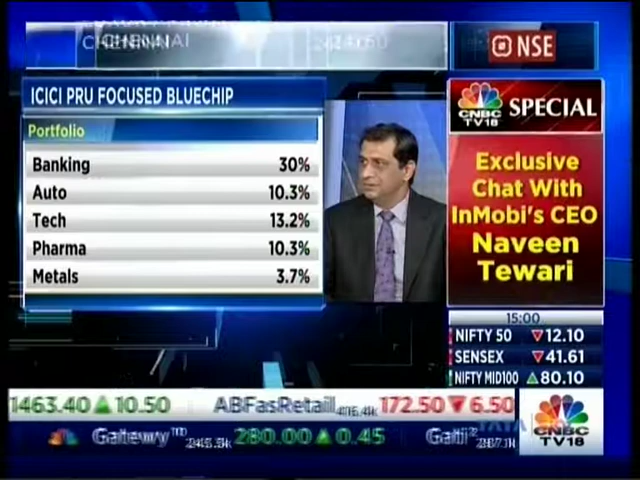 CHENNAI
NSE
ICICI PRU FOCUSED BLUECHIP
Portfolio
Banking 30%
Auto 10.3%
Tech 13.2%
Pharma 10.3%
Metals 3.7%
CNBC TV18 SPECIAL
Exclusive
Chat With
InMobi's CEO
Naveen
Tewari
15:00
NIFTY 50 ▼12.10
SENSEX ▼41.61
NIFTY MID100 ▲80.10
1463.40 ▲ 10.50 ABFasRetail 172.50 ▼ 6.50
Gatewy 280.00 ▲ 0.45 Gati
CNBC
TV18